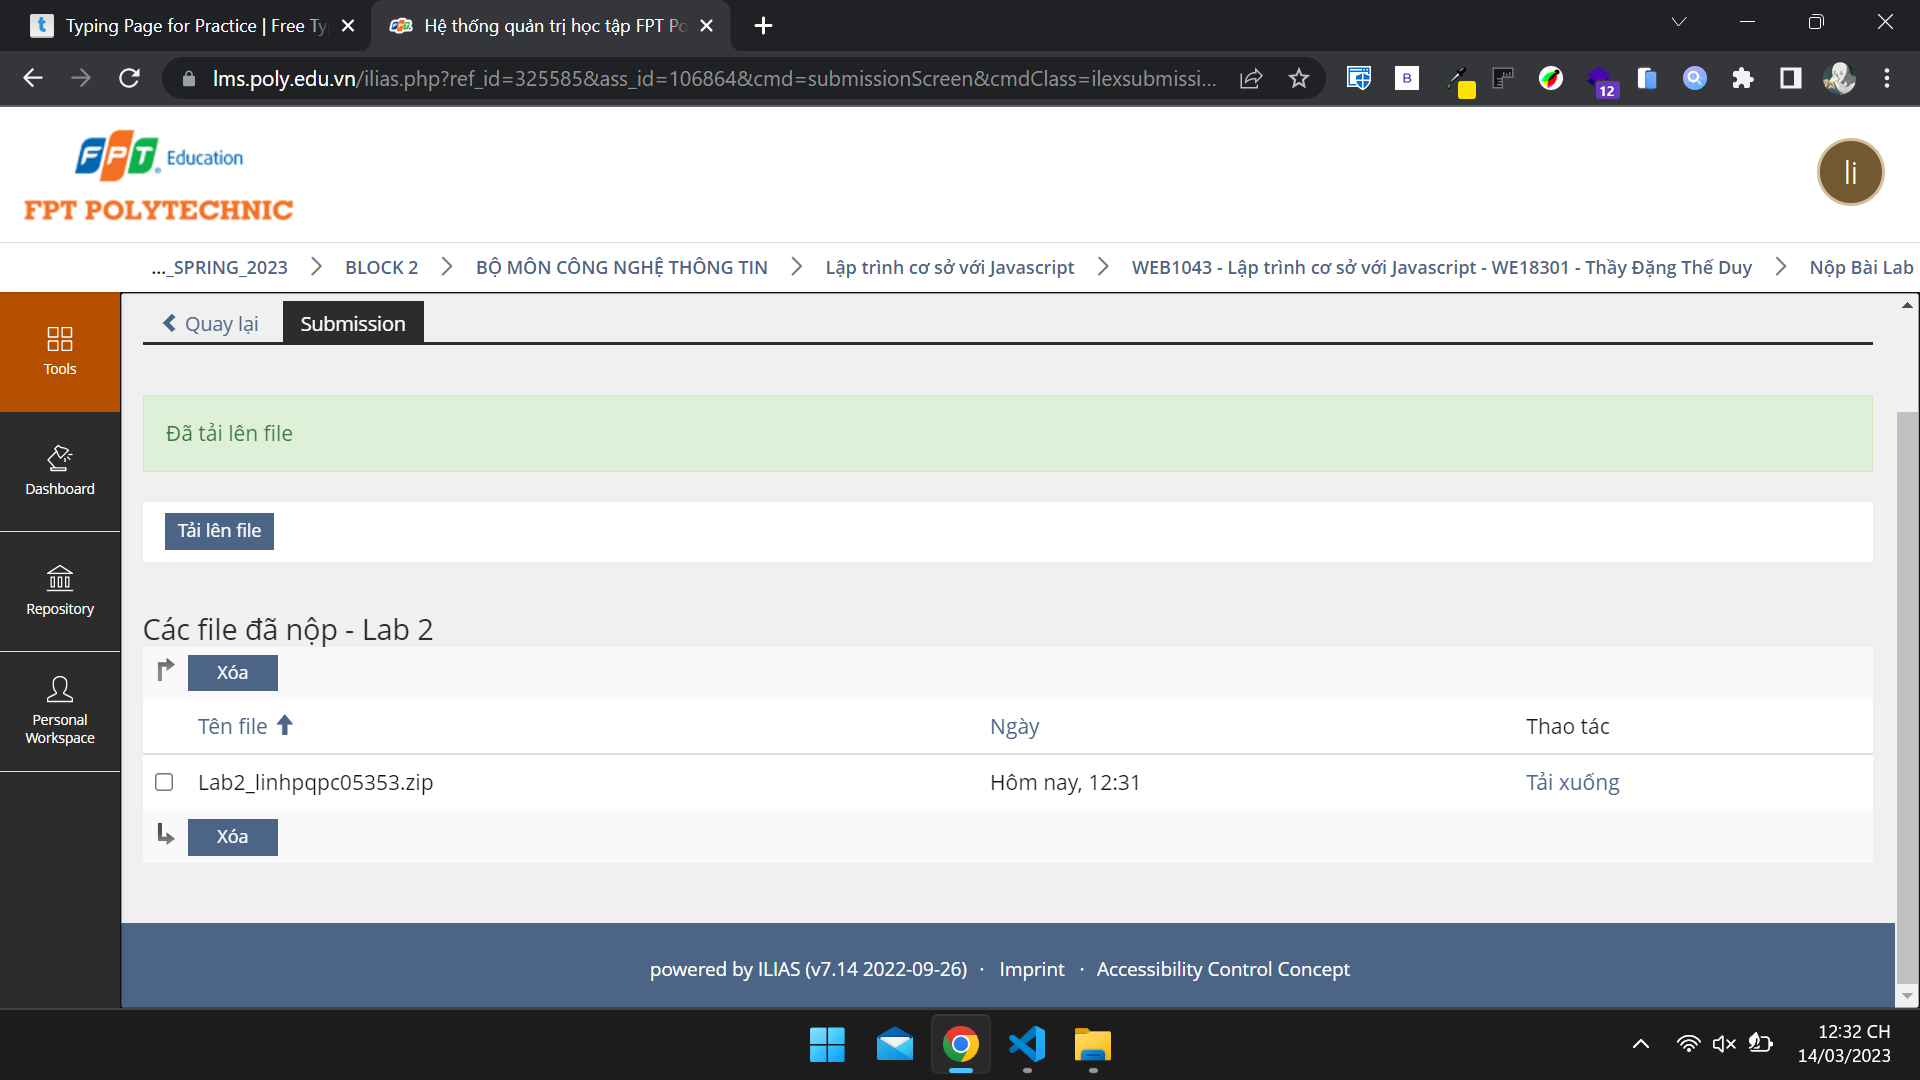 Typing Page for Practice | Free Ty
Hệ thống quản trị học tập FPT Po
lms.poly.edu.vn/ilias.php?ref_id=325585&ass_id=106864&cmd=submissionScreen&cmdClass=ilexsubmissi...
B
12
FPT Education
FPT POLYTECHNIC
li
..._SPRING_2023
BLOCK 2
BỘ MÔN CÔNG NGHỆ THÔNG TIN
Lập trình cơ sở với Javascript
WEB1043 - Lập trình cơ sở với Javascript - WE18301 - Thầy Đặng Thế Duy
Nộp Bài Lab
Tools
Dashboard
Repository
Personal
Workspace
Quay lại
Submission
Đã tải lên file
Tải lên file
Các file đã nộp - Lab 2
Xóa
Tên file
Ngày
Thao tác
Lab2_linhpqpc05353.zip
Hôm nay, 12:31
Tải xuống
Xóa
powered by ILIAS (v7.14 2022-09-26) · Imprint · Accessibility Control Concept
12:32 CH
14/03/2023